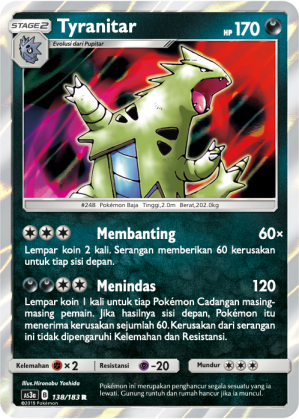 STAGE2 Tyranitar HP 170
Evolusi dari Pupitar
#248 Pokémon Baja Tinggi,2.0m Berat,202.0kg
Membanting 60×
Lempar koin 2 kali. Serangan memberikan 60 kerusakan
untuk tiap sisi depan.
Menindas 120
Lempar koin 1 kali untuk tiap Pokémon Cadangan masing-
masing pemain. Jika hasilnya sisi depan, Pokémon itu
menerima kerusakan sejumlah 60. Kerusakan dari serangan
ini tidak dipengaruhi Kelemahan dan Resistansi.
Kelemahan ×2 Resistansi -20 Mundur
Illus.Hironobu Yoshida
AS3a D 138/183 R
©2019 Pokémon
Pokémon ini merupakan penghancur segala sesuatu yang ia
lewati. Gunung dan rumah hancur jika ia muncul.